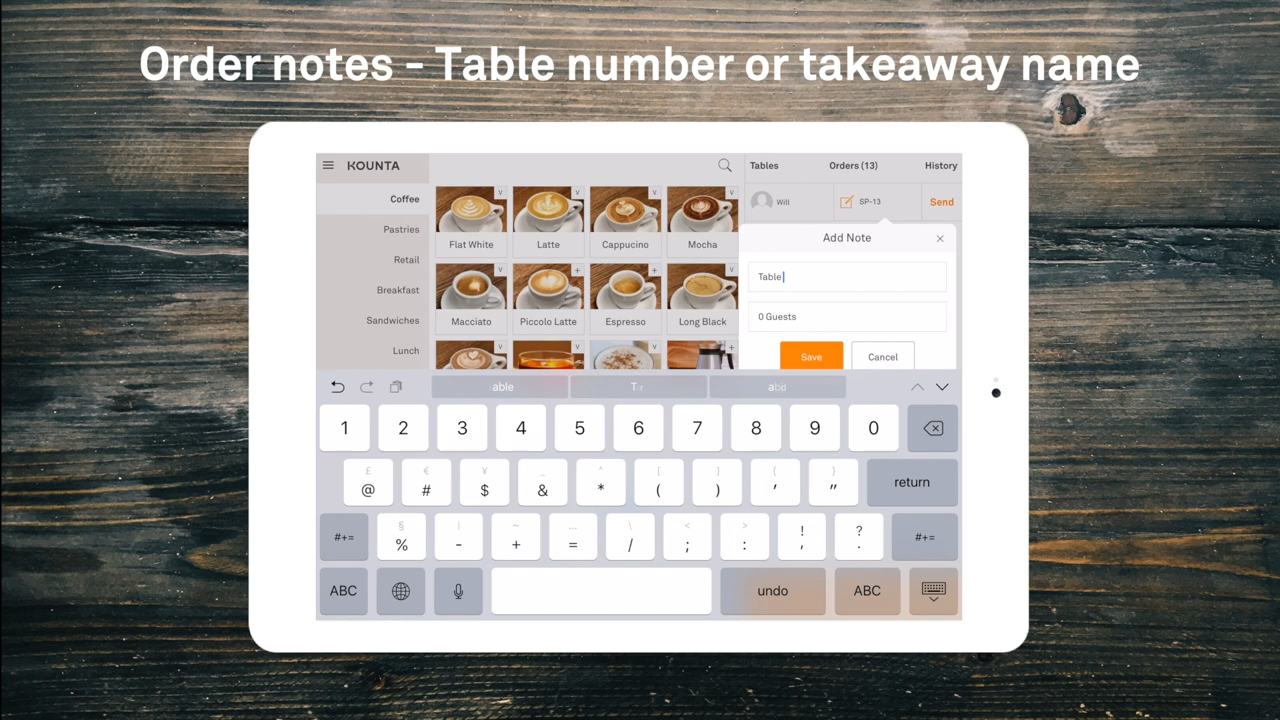 Order notes - Table number or takeaway name
KOUNTA
Tables
Orders (13)
History
Coffee
Will
SP-13
Send
Pastries
Retail
Breakfast
Sandwiches
Lunch
V
V
V
V
Flat White
Latte
Cappucino
Mocha
V
+
+
V
Macciato
Piccolo Latte
Espresso
Long Black
V
V
+
Add Note
×
Table
0 Guests
Save
Cancel
able
1 2 3 4 5 6 7 8 9 0
£ € ¥ _ ^ [ ] { }
@ # $ & * ( ) ' "
return
§ | ~ … \ < > ! ?
#+= % - + = / ; : , . #+=
ABC
undo
ABC